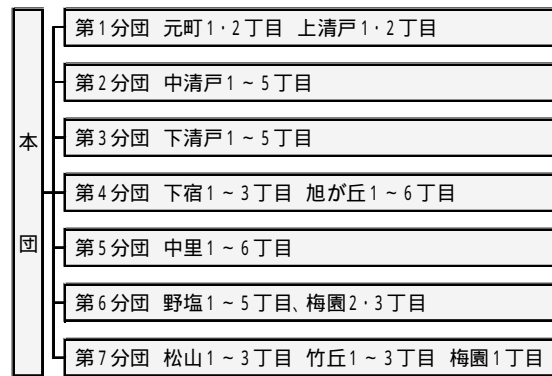 本団
第1分団 元町1・2丁目 上清戸1・2丁目
第2分団 中清戸1~5丁目
第3分団 下清戸1~5丁目
第4分団 下宿1~3丁目 旭が丘1~6丁目
第5分団 中里1~6丁目
第6分団 野塩1~5丁目、梅園2・3丁目
第7分団 松山1~3丁目 竹丘1~3丁目 梅園1丁目